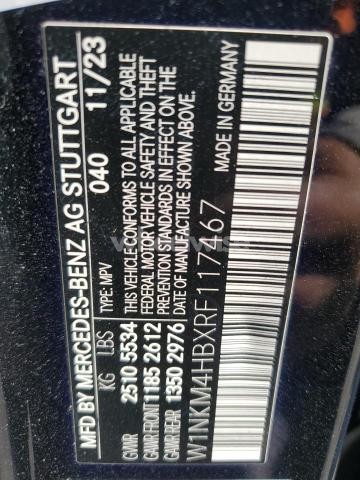 MFD BY MERCEDES-BENZ AG STUTTGART
040 11/23
TYPE: MPV
THIS VEHICLE CONFORMS TO ALL APPLICABLE
FEDERAL MOTOR VEHICLE SAFETY AND THEFT
PREVENTION STANDARDS IN EFFECT ON THE
DATE OF MANUFACTURE SHOWN ABOVE
KG LBS
GVWR 2510 5534
GAWR FRONT 1185 2612
GAWR REAR 1350 2976
MADE IN GERMANY
W1NKM4HBXRF117467